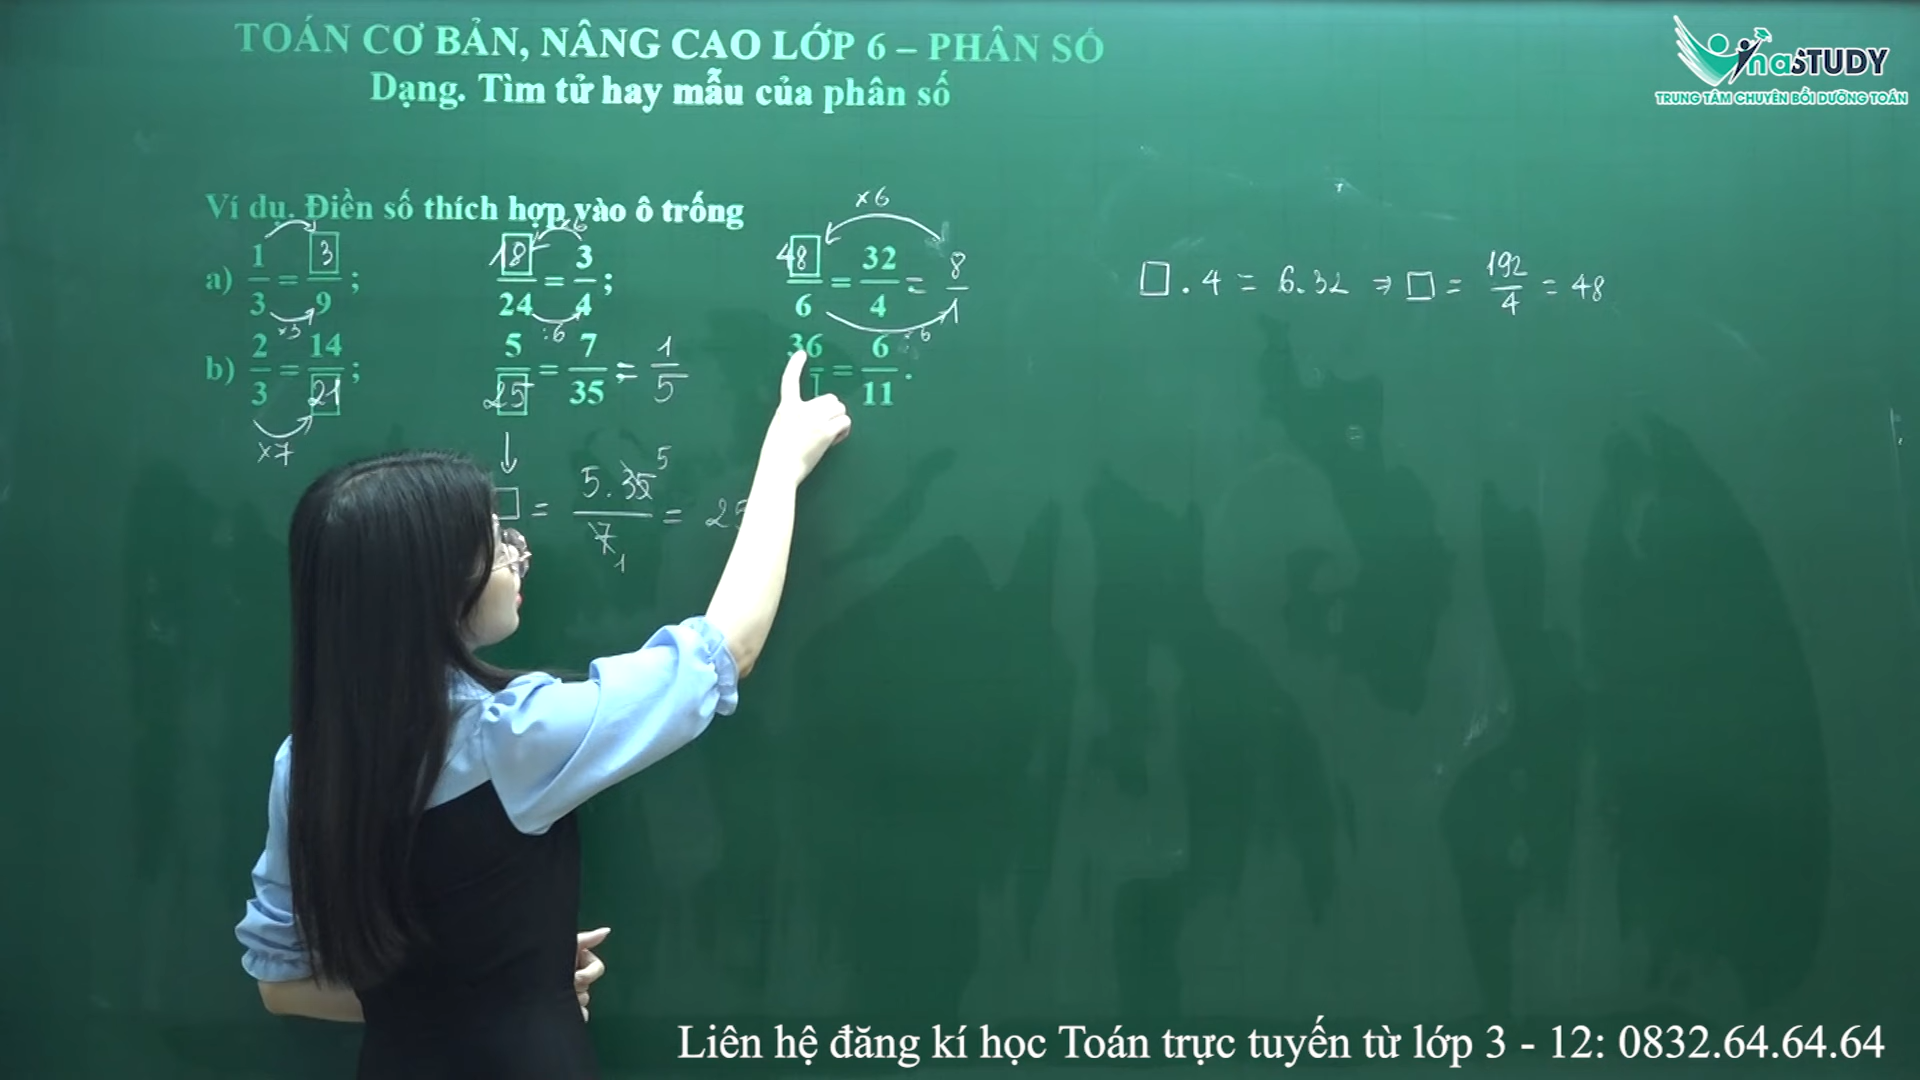 TOÁN CƠ BẢN, NÂNG CAO LỚP 6 – PHÂN SỐ
Dạng. Tìm tử hay mẫu của phân số
naSTUDY
TRUNG TÂM CHUYÊN BỒI DƯỠNG TOÁN
Ví dụ. Điền số thích hợp vào ô trống
a) 1/3 = 3/9 ;
×3
18/24 = 3/4 ;
×6
:6
48/6 = 32/4 = 8/1
×6
:6
□ . 4 = 6.32 ⇒ □ = 192/4 = 48
b) 2/3 = 14/21 ;
×7
5/25 = 7/35 ; = 1/5
36/□ = 6/11 .
↓
□ = 5.35/7 = 25
5
1
Liên hệ đăng kí học Toán trực tuyến từ lớp 3 - 12: 0832.64.64.64